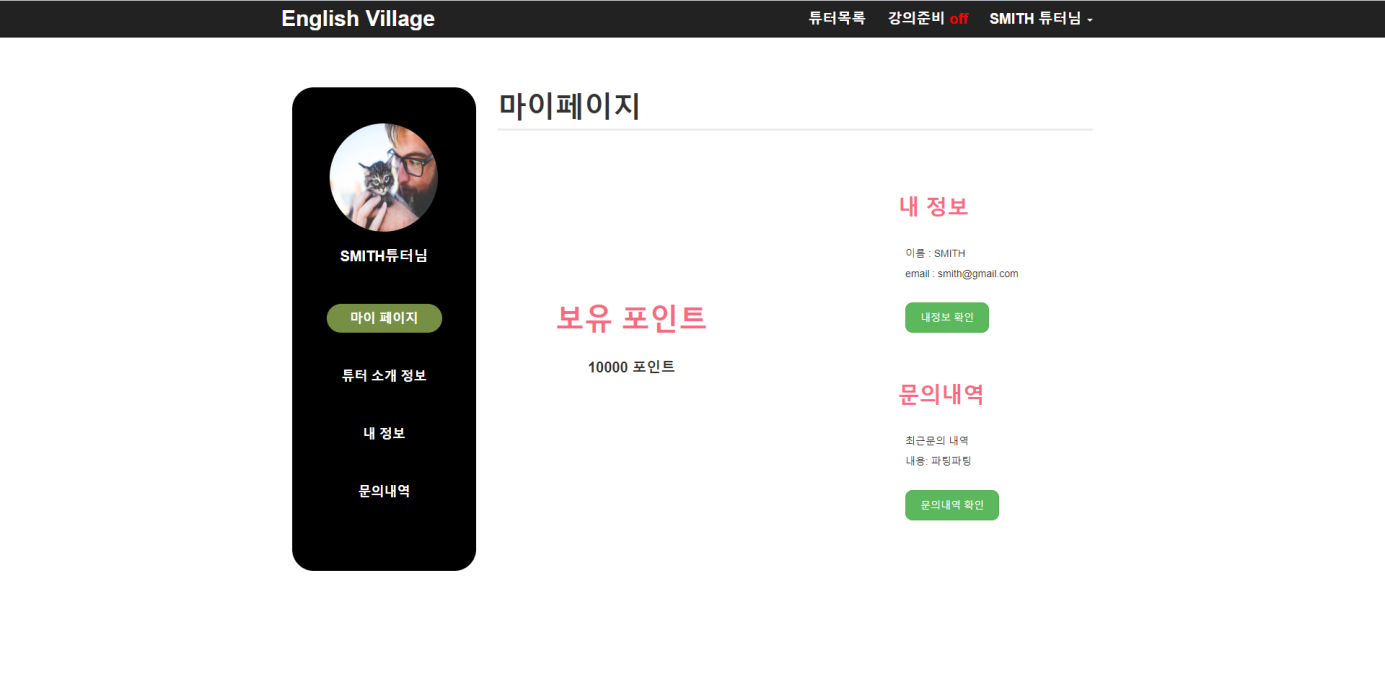 English Village
튜터목록 강의준비 off SMITH 튜터님
SMITH튜터님
마이 페이지
튜터 소개 정보
내 정보
문의내역
마이페이지
보유 포인트
10000 포인트
내 정보
이름 : SMITH
email : smith@gmail.com
내정보 확인
문의내역
최근문의 내역
내용: 파팅파팅
문의내역 확인